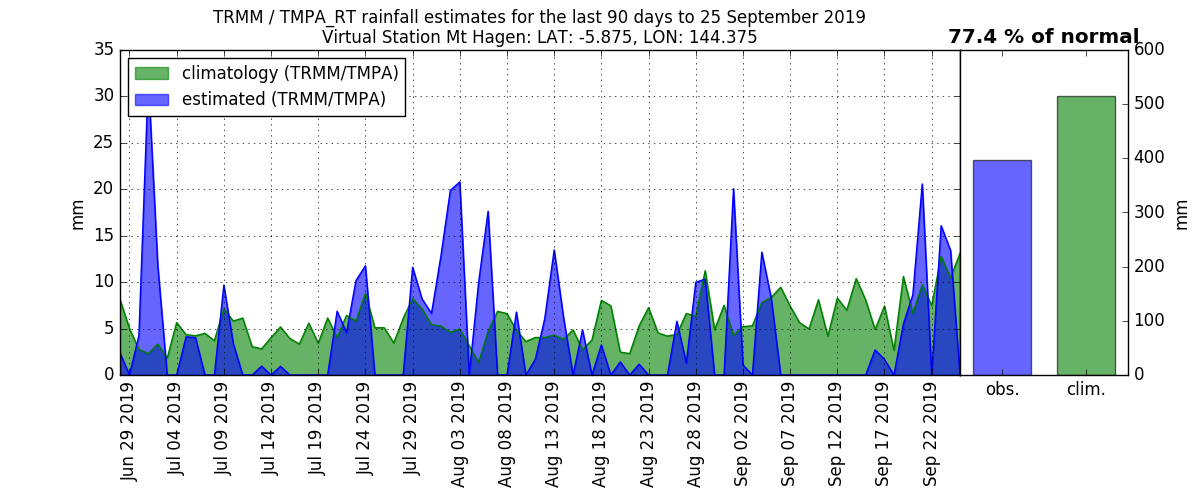 TRMM / TMPA_RT rainfall estimates for the last 90 days to 25 September 2019
Virtual Station Mt Hagen: LAT: -5.875, LON: 144.375
77.4 % of normal
climatology (TRMM/TMPA)
estimated (TRMM/TMPA)
35
30
25
20
15
10
5
0
mm
Jun 29 2019
Jul 04 2019
Jul 09 2019
Jul 14 2019
Jul 19 2019
Jul 24 2019
Jul 29 2019
Aug 03 2019
Aug 08 2019
Aug 13 2019
Aug 18 2019
Aug 23 2019
Aug 28 2019
Sep 02 2019
Sep 07 2019
Sep 12 2019
Sep 17 2019
Sep 22 2019
obs.
clim.
600
500
400
300
200
100
0
mm